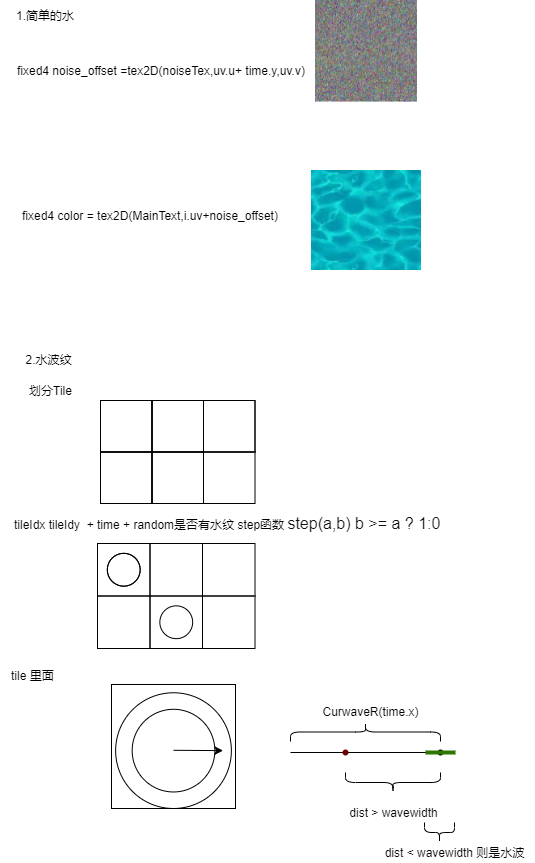 1.简单的水
fixed4 noise_offset =tex2D(noiseTex,uv.u+ time.y,uv.v)
fixed4 color = tex2D(MainText,i.uv+noise_offset)
2.水波纹
划分Tile
tileIdx tileIdy + time + random是否有水纹 step函数 step(a,b) b >= a ? 1:0
tile 里面
CurwaveR(time.x)
dist > wavewidth
dist < wavewidth 则是水波